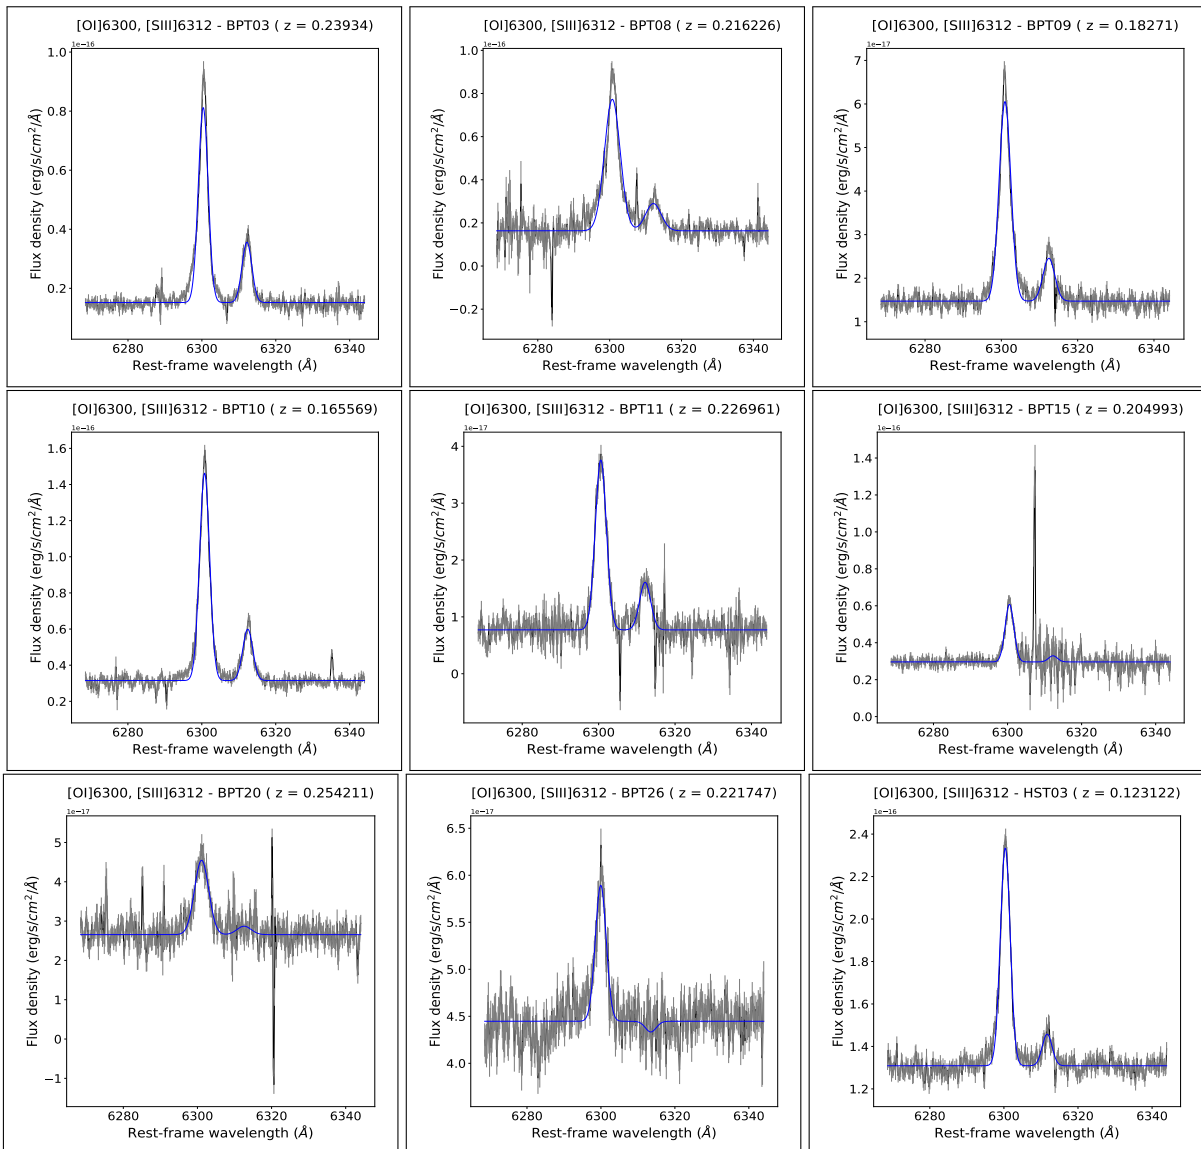 [OI]6300, [SIII]6312 - BPT03 ( z = 0.23934)
1e−16
1.0
0.8
0.6
0.4
0.2
Flux density (erg/s/cm²/Å)
6280 6300 6320 6340
Rest-frame wavelength (Å)
[OI]6300, [SIII]6312 - BPT08 ( z = 0.216226)
1e−16
1.0
0.8
0.6
0.4
0.2
0.0
−0.2
Flux density (erg/s/cm²/Å)
6280 6300 6320 6340
Rest-frame wavelength (Å)
[OI]6300, [SIII]6312 - BPT09 ( z = 0.18271)
1e−17
7
6
5
4
3
2
1
Flux density (erg/s/cm²/Å)
6280 6300 6320 6340
Rest-frame wavelength (Å)
[OI]6300, [SIII]6312 - BPT10 ( z = 0.165569)
1e−16
1.6
1.4
1.2
1.0
0.8
0.6
0.4
0.2
Flux density (erg/s/cm²/Å)
6280 6300 6320 6340
Rest-frame wavelength (Å)
[OI]6300, [SIII]6312 - BPT11 ( z = 0.226961)
1e−17
4
3
2
1
0
Flux density (erg/s/cm²/Å)
6280 6300 6320 6340
Rest-frame wavelength (Å)
[OI]6300, [SIII]6312 - BPT15 ( z = 0.204993)
1e−16
1.4
1.2
1.0
0.8
0.6
0.4
0.2
0.0
Flux density (erg/s/cm²/Å)
6280 6300 6320 6340
Rest-frame wavelength (Å)
[OI]6300, [SIII]6312 - BPT20 ( z = 0.254211)
1e−17
5
4
3
2
1
0
−1
Flux density (erg/s/cm²/Å)
6280 6300 6320 6340
Rest-frame wavelength (Å)
[OI]6300, [SIII]6312 - BPT26 ( z = 0.221747)
1e−17
6.5
6.0
5.5
5.0
4.5
4.0
Flux density (erg/s/cm²/Å)
6280 6300 6320 6340
Rest-frame wavelength (Å)
[OI]6300, [SIII]6312 - HST03 ( z = 0.123122)
1e−16
2.4
2.2
2.0
1.8
1.6
1.4
1.2
Flux density (erg/s/cm²/Å)
6280 6300 6320 6340
Rest-frame wavelength (Å)